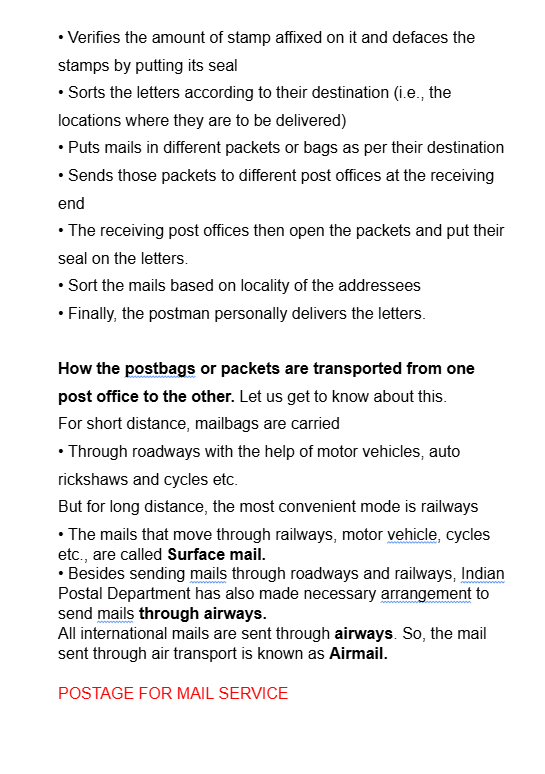 • Verifies the amount of stamp affixed on it and defaces the
stamps by putting its seal
• Sorts the letters according to their destination (i.e., the
locations where they are to be delivered)
• Puts mails in different packets or bags as per their destination
• Sends those packets to different post offices at the receiving
end
• The receiving post offices then open the packets and put their
seal on the letters.
• Sort the mails based on locality of the addressees
• Finally, the postman personally delivers the letters.
How the postbags or packets are transported from one
post office to the other. Let us get to know about this.
For short distance, mailbags are carried
• Through roadways with the help of motor vehicles, auto
rickshaws and cycles etc.
But for long distance, the most convenient mode is railways
• The mails that move through railways, motor vehicle, cycles
etc., are called Surface mail.
• Besides sending mails through roadways and railways, Indian
Postal Department has also made necessary arrangement to
send mails through airways.
All international mails are sent through airways. So, the mail
sent through air transport is known as Airmail.
POSTAGE FOR MAIL SERVICE